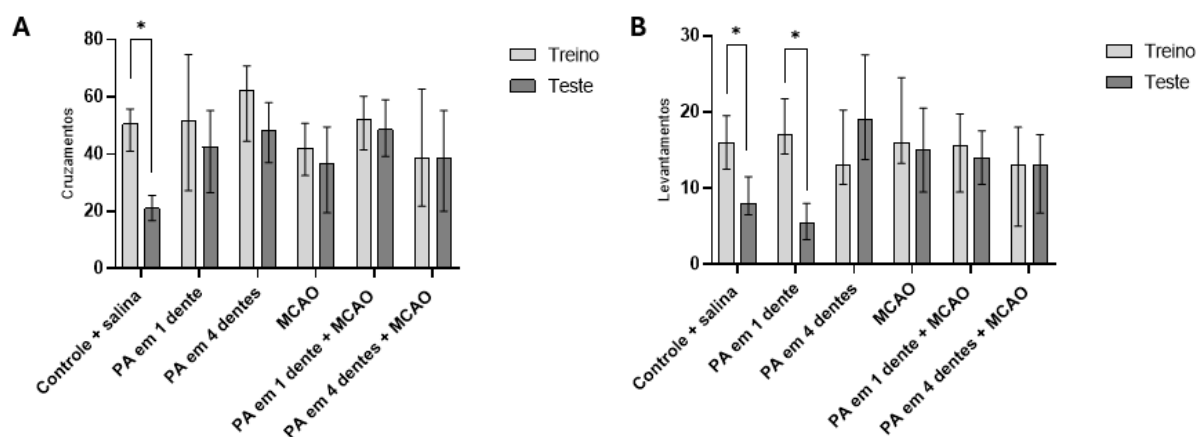 A
80
60
40
20
0
Cruzamentos
*
Treino
Teste
Controle + salina
PA em 1 dente
PA em 4 dentes
MCAO
PA em 1 dente + MCAO
PA em 4 dentes + MCAO
B
30
20
10
0
Levantamentos
*
*
Treino
Teste
Controle + salina
PA em 1 dente
PA em 4 dentes
MCAO
PA em 1 dente + MCAO
PA em 4 dentes + MCAO